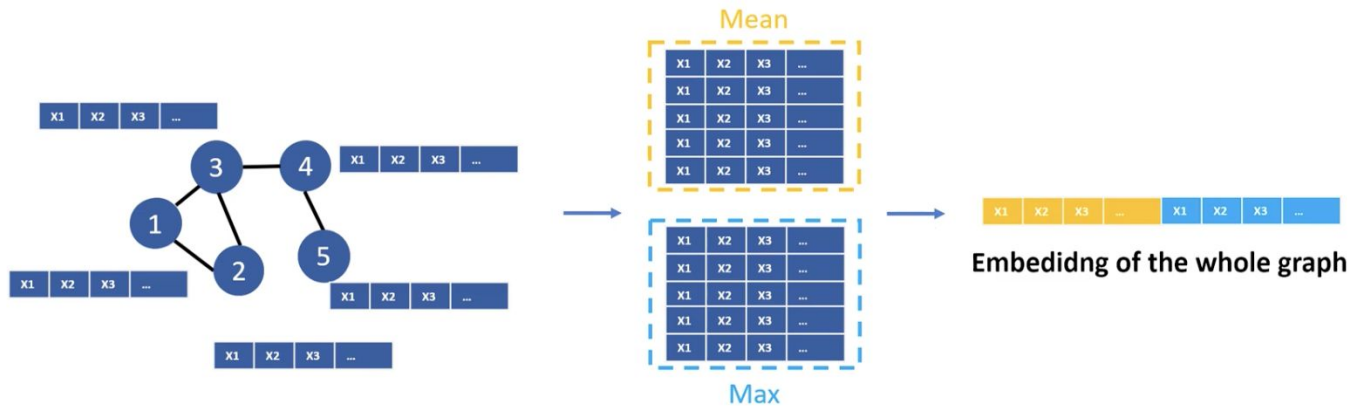 Mean
X1 X2 X3 ...
X1 X2 X3 ...
X1 X2 X3 ...
X1 X2 X3 ...
X1 X2 X3 ...
X1 X2 X3 ...
3
4
X1 X2 X3 ...
1
2
5
X1 X2 X3 ...
X1 X2 X3 ...
X1 X2 X3 ...
X1 X2 X3 ...
X1 X2 X3 ...
X1 X2 X3 ...
X1 X2 X3 ...
X1 X2 X3 ...
Max
X1 X2 X3 ... X1 X2 X3 ...
Embedidng of the whole graph